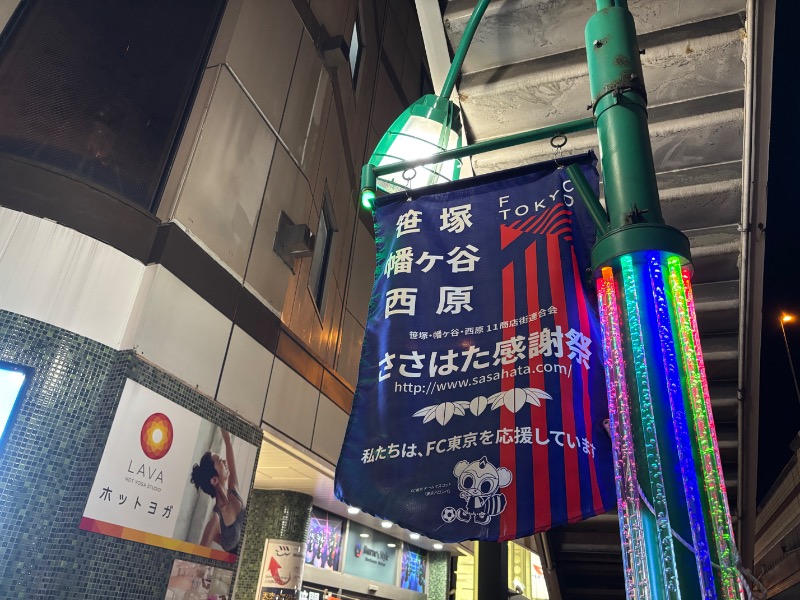 笹塚
幡ヶ谷
西原
FC
TOKYO
笹塚・幡ヶ谷・西原 11商店街連合会
ささはた感謝祭
http://www.sasahata.com/
私たちは、FC東京を応援しています
LAVA
HOT YOGA STUDIO
ホットヨガ